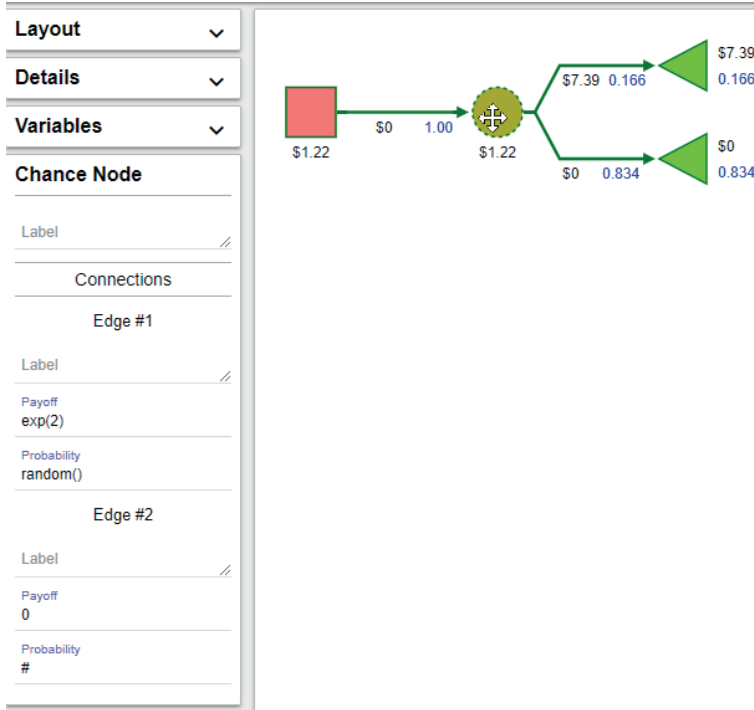 Layout
Details
Variables
Chance Node
Label
Connections
Edge #1
Label
Payoff
exp(2)
Probability
random()
Edge #2
Label
Payoff
0
Probability
#
$1.22
$0 1.00
$1.22
$7.39 0.166
$0 0.834
$7.39
0.166
$0
0.834